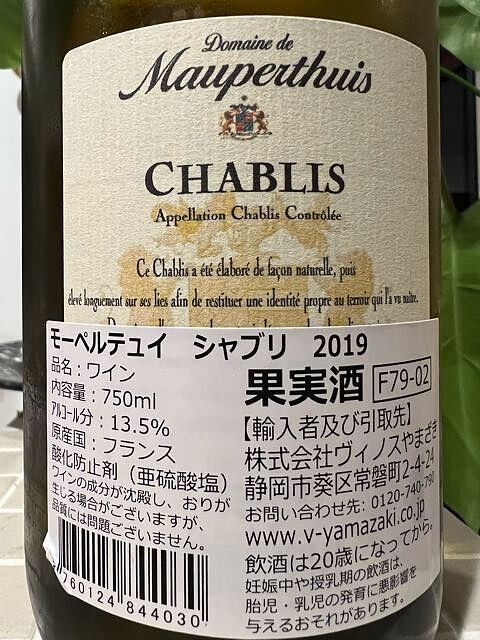 Domaine de
Mauperthuis
CHABLIS
Appellation Chablis Contrôlée
Ce Chablis a été élaboré de façon naturelle, puis
élevé longuement sur ses lies afin de restituer une identité propre au terroir qui l'a vu naître.
モーペルテュイ シャブリ 2019
品名：ワイン
内容量：750ml
アルコール分：13.5%
原産国：フランス
酸化防止剤（亜硫酸塩）
ワインの成分が沈殿し、おりが
生じる場合がございますが、
品質には問題ございません。
760124 844030
果実酒 F79-02
【輸入者及び引取先】
株式会社ヴィノスやまざき
静岡市葵区常磐町2-4-24
お問い合わせ先：0120-740-790
www.v-yamazaki.co.jp
飲酒は20歳になってから。
妊娠中や授乳期の飲酒は、
胎児・乳児の発育に悪影響を
与えるおそれがあります。